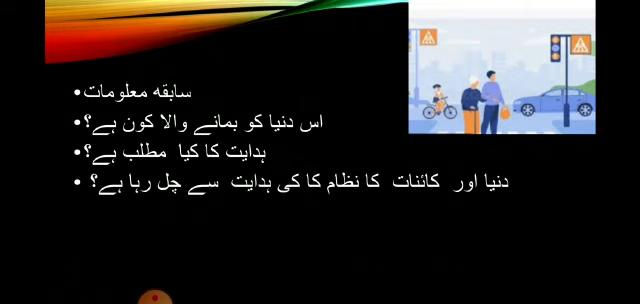 سابقہ معلومات
اس دنیا کو بمانے والا کون ہے؟
ہدایت کا کیا مطلب ہے؟
دنیا اور کائنات کا نظام کا کی ہدایت سے چل رہا ہے؟